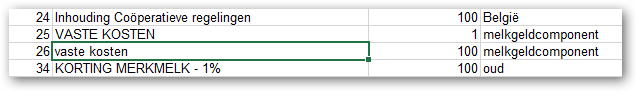 24 Inhouding Coöperatieve regelingen 100 België
25 VASTE KOSTEN 1 melkgeldcomponent
26 vaste kosten 100 melkgeldcomponent
34 KORTING MERKMELK - 1% 100 oud